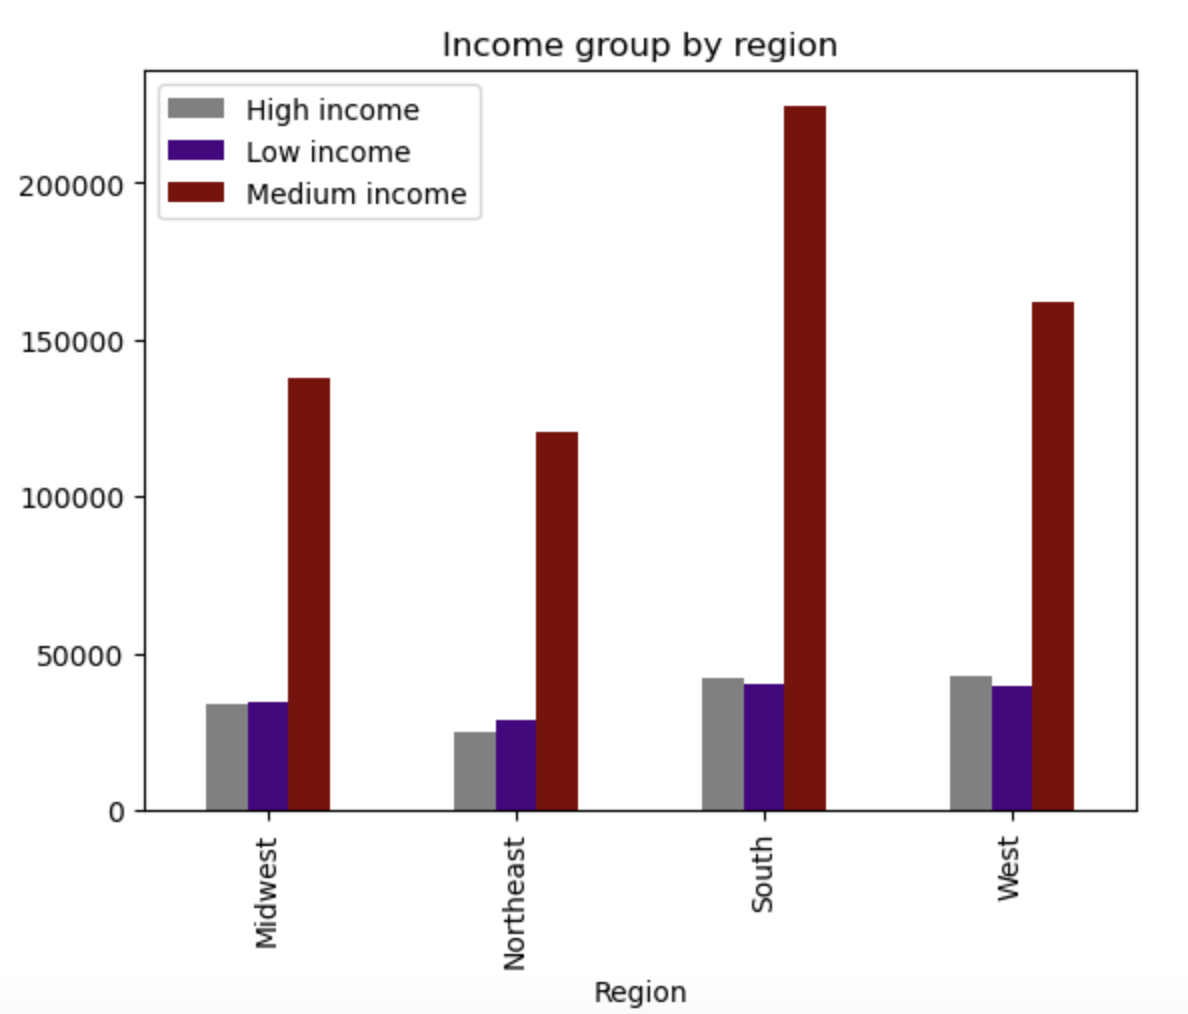 Income group by region
High income
Low income
Medium income
200000
150000
100000
50000
0
Midwest
Northeast
South
West
Region